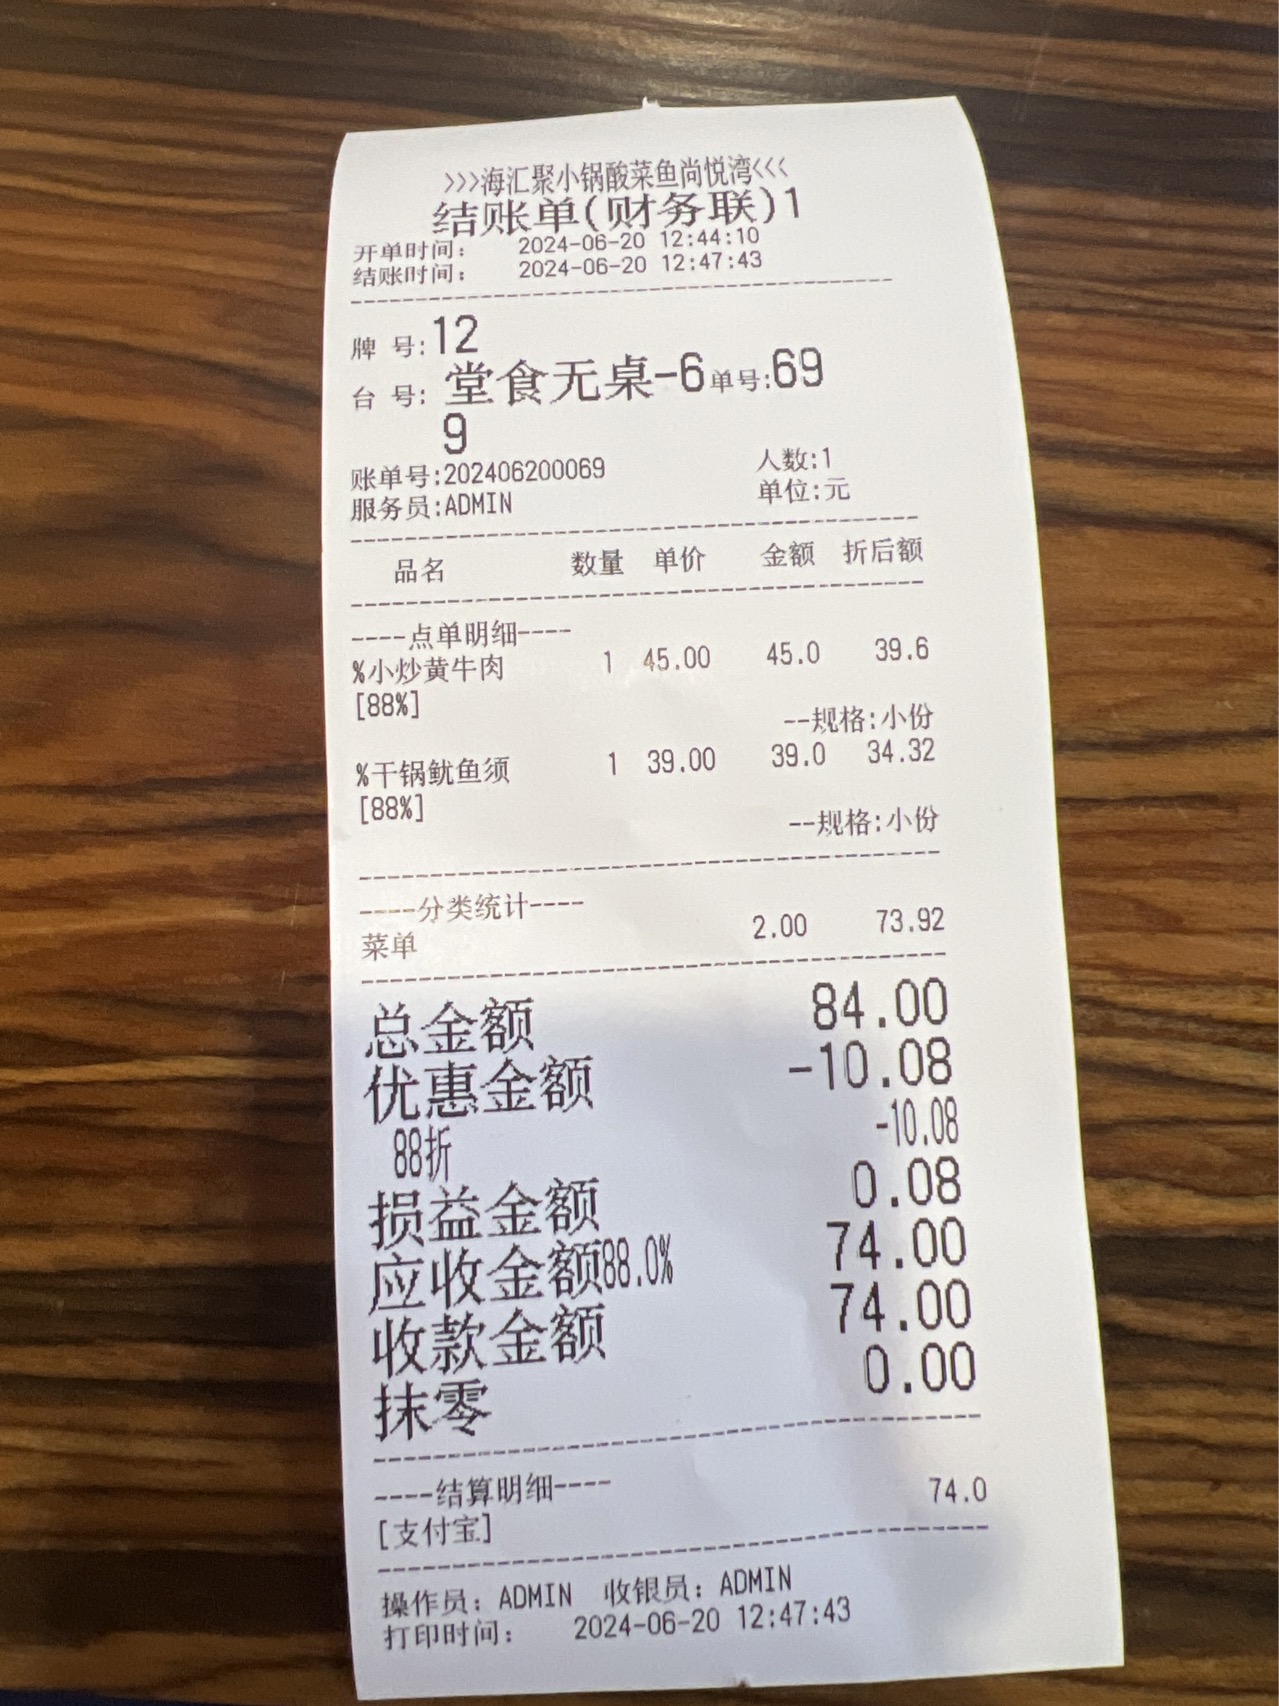 >>>海汇聚小锅酸菜鱼尚悦湾<<<
结账单(财务联)1
开单时间: 2024-06-20 12:44:10
结账时间: 2024-06-20 12:47:43
牌 号:12
台 号: 堂食无桌-6单号:69
9
账单号:202406200069 人数:1
服务员:ADMIN 单位:元
品名 数量 单价 金额 折后额
----点单明细----
%小炒黄牛肉 1 45.00 45.0 39.6
[88%]
--规格:小份
%干锅鱿鱼须 1 39.00 39.0 34.32
[88%]
--规格:小份
----分类统计----
菜单 2.00 73.92
总金额 84.00
优惠金额 -10.08
88折 -10.08
损益金额 0.08
应收金额88.0% 74.00
收款金额 74.00
抹零 0.00
----结算明细----
[支付宝] 74.0
操作员: ADMIN 收银员: ADMIN
打印时间: 2024-06-20 12:47:43